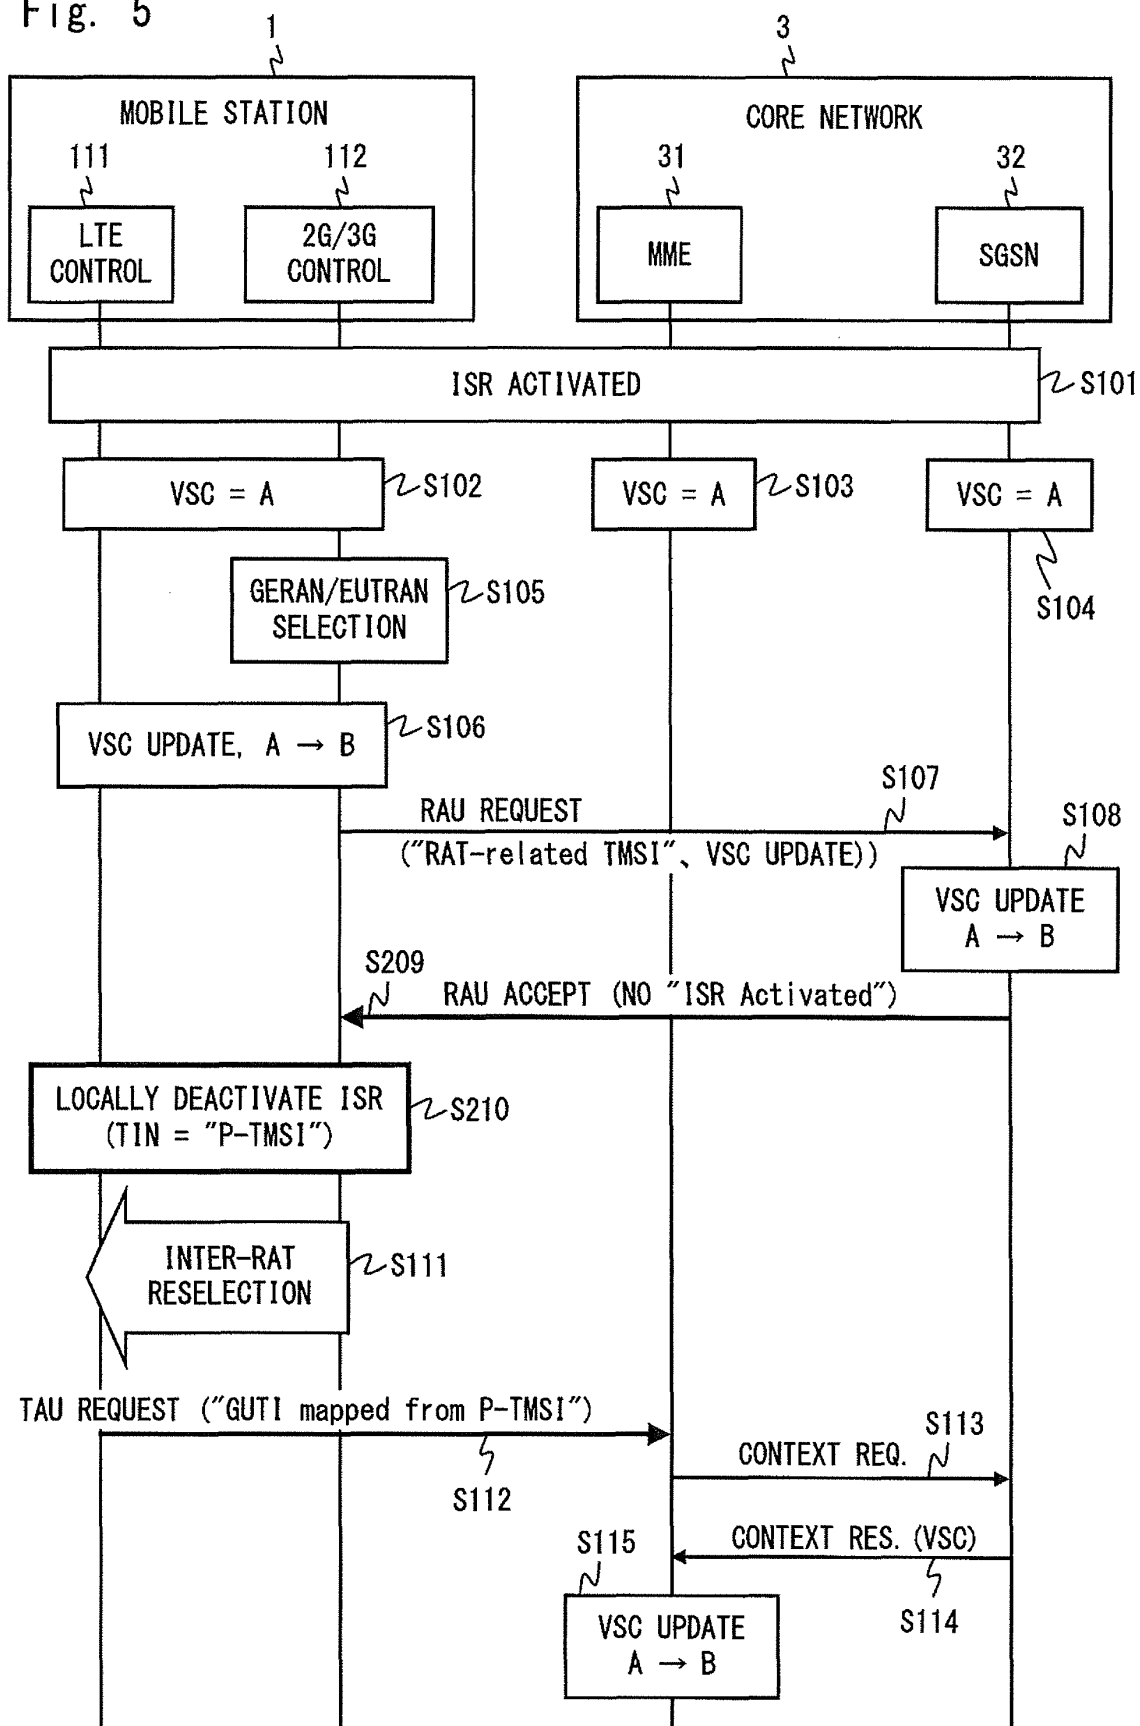 Fig. 5
1
3
MOBILE STATION
CORE NETWORK
111
112
31
32
LTE
CONTROL
2G/3G
CONTROL
MME
SGSN
ISR ACTIVATED
S101
VSC = A
S102
VSC = A
S103
VSC = A
S104
GERAN/EUTRAN
SELECTION
S105
VSC UPDATE, A → B
S106
S107
RAU REQUEST
("RAT-related TMSI"、VSC UPDATE))
S108
VSC UPDATE
A → B
S209
RAU ACCEPT (NO "ISR Activated")
LOCALLY DEACTIVATE ISR
(TIN = "P-TMSI")
S210
INTER-RAT
RESELECTION
S111
TAU REQUEST ("GUTI mapped from P-TMSI")
S112
S113
CONTEXT REQ.
CONTEXT RES. (VSC)
S114
S115
VSC UPDATE
A → B